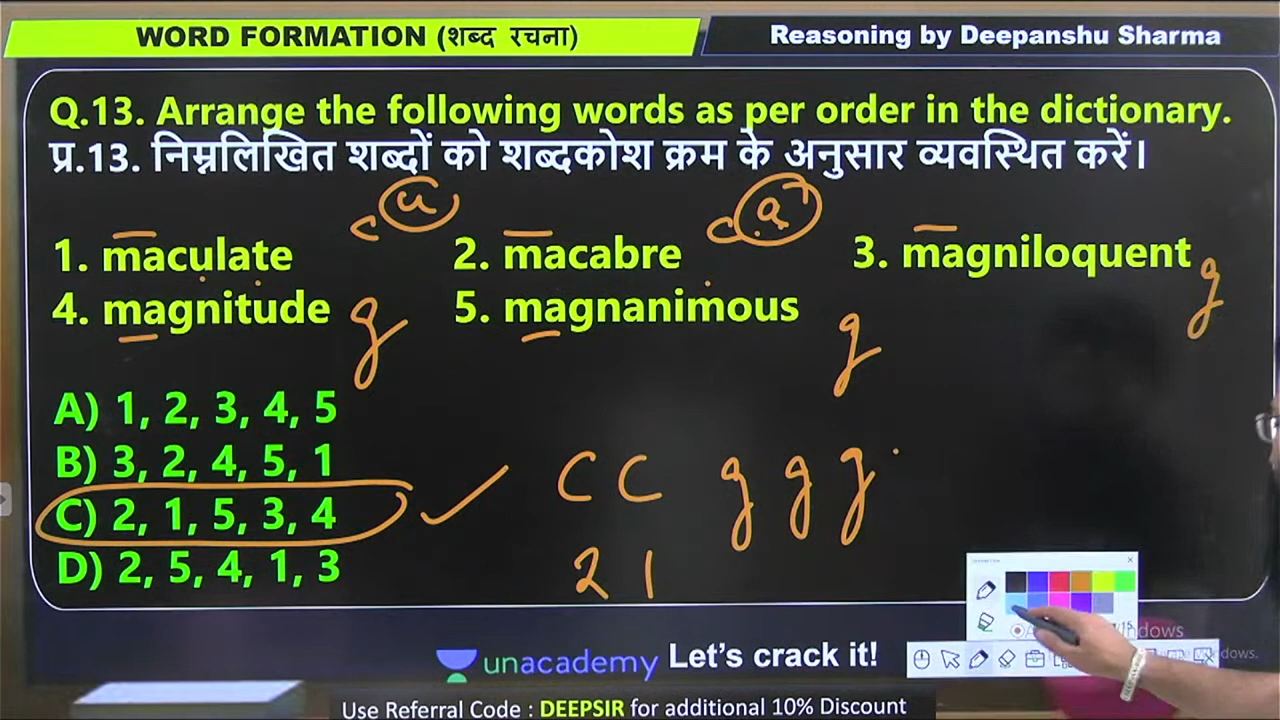 WORD FORMATION (शब्द रचना)
Reasoning by Deepanshu Sharma
Q.13. Arrange the following words as per order in the dictionary.
प्र.13. निम्नलिखित शब्दों को शब्दकोश क्रम के अनुसार व्यवस्थित करें।
c u c a
1. maculate 2. macabre 3. magniloquent g
4. magnitude g 5. magnanimous g
A) 1, 2, 3, 4, 5
B) 3, 2, 4, 5, 1
C) 2, 1, 5, 3, 4 c c g g g
D) 2, 5, 4, 1, 3 2 1
unacademy Let's crack it!
Use Referral Code : DEEPSIR for additional 10% Discount